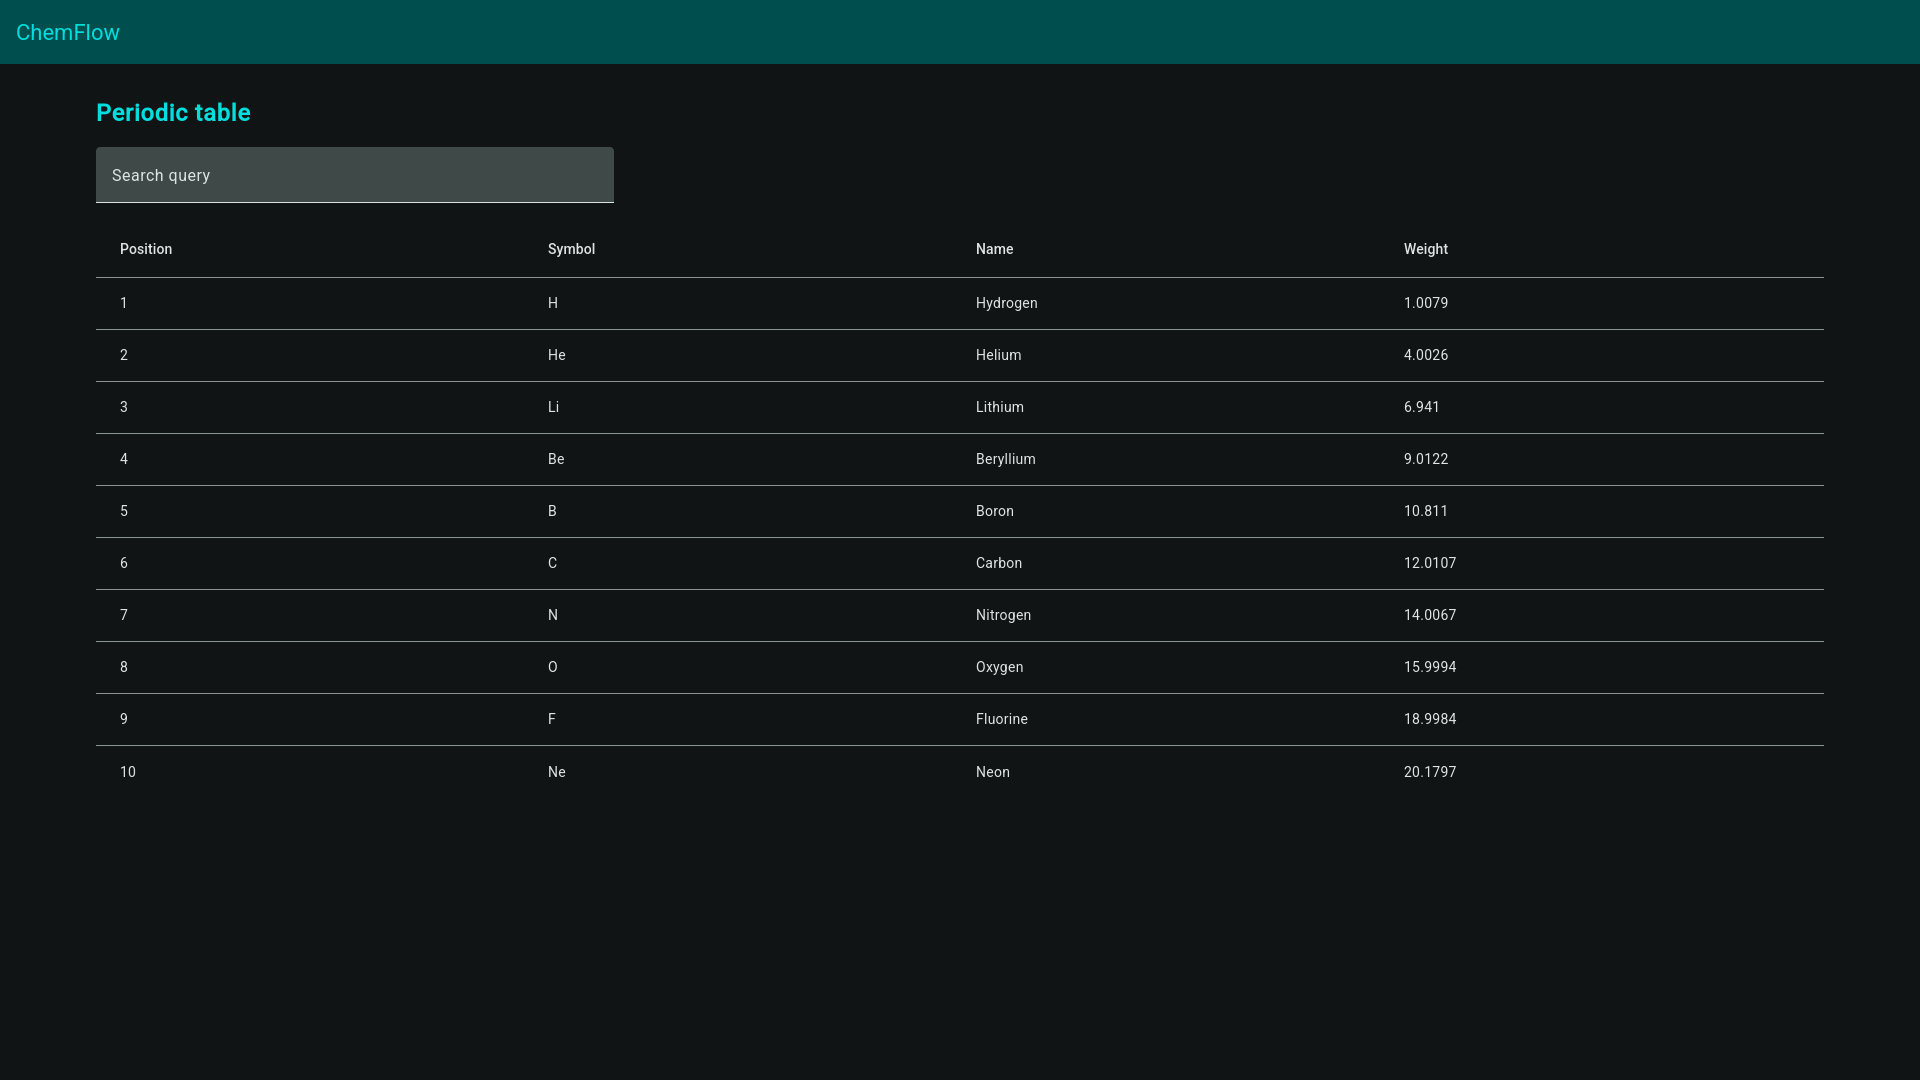 ChemFlow
Periodic table
Search query
Position Symbol Name Weight
1 H Hydrogen 1.0079
2 He Helium 4.0026
3 Li Lithium 6.941
4 Be Beryllium 9.0122
5 B Boron 10.811
6 C Carbon 12.0107
7 N Nitrogen 14.0067
8 O Oxygen 15.9994
9 F Fluorine 18.9984
10 Ne Neon 20.1797